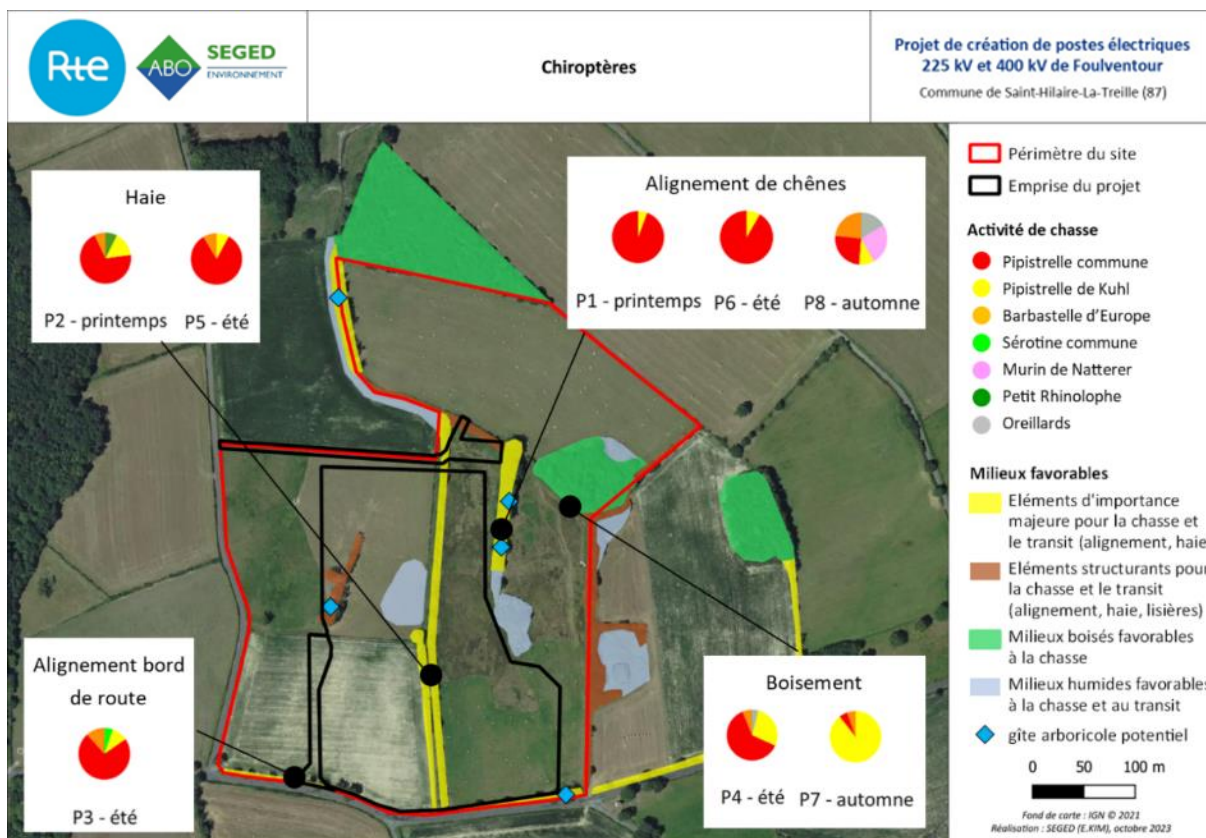 Rte
ABO
SEGED
ENVIRONNEMENT
Chiroptères
Projet de création de postes électriques
225 kV et 400 kV de Foulventour
Commune de Saint-Hilaire-La-Treille (87)
Haie
P2 - printemps
P5 - été
Alignement de chênes
P1 - printemps
P6 - été
P8 - automne
Alignement bord
de route
P3 - été
Boisement
P4 - été
P7 - automne
Périmètre du site
Emprise du projet
Activité de chasse
Pipistrelle commune
Pipistrelle de Kuhl
Barbastelle d'Europe
Sérotine commune
Murin de Natterer
Petit Rhinolophe
Oreillards
Milieux favorables
Eléments d'importance
majeure pour la chasse et
le transit (alignement, haie
Eléments structurants pour
la chasse et le transit
(alignement, haie, lisières)
Milieux boisés favorables
à la chasse
Milieux humides favorables
à la chasse et au transit
gîte arboricole potentiel
0 50 100 m
Fond de carte : IGN © 2021
Réalisation : SEGED (E.KIM), octobre 2023